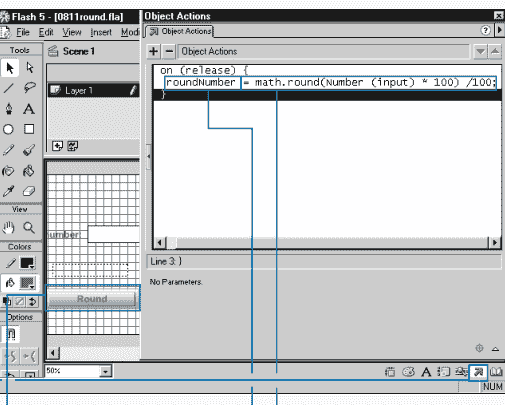 Flash 5 - [0811round.fla]
File Edit View Insert Modi
Tools
Scene 1
Layer 1
View
Colors
Options
umber:
Round
50%
Object Actions
Object Actions
Object Actions
on (release) {
roundNumber = math.round(Number (input) * 100) /100;
}
Line 3: }
No Parameters.
NUM